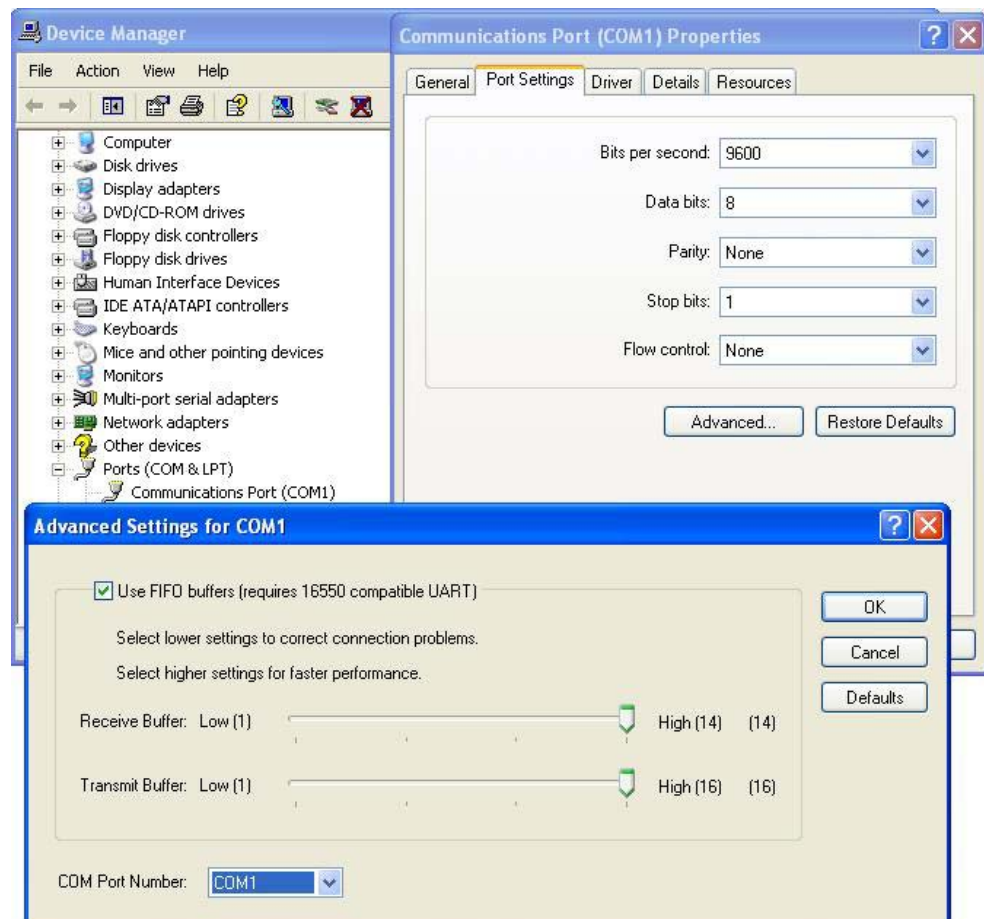 Device Manager
File Action View Help
Computer
Disk drives
Display adapters
DVD/CD-ROM drives
Floppy disk controllers
Floppy disk drives
Human Interface Devices
IDE ATA/ATAPI controllers
Keyboards
Mice and other pointing devices
Monitors
Multi-port serial adapters
Network adapters
Other devices
Ports (COM & LPT)
Communications Port (COM1)
Communications Port (COM1) Properties
General Port Settings Driver Details Resources
Bits per second: 9600
Data bits: 8
Parity: None
Stop bits: 1
Flow control: None
Advanced... Restore Defaults
Advanced Settings for COM1
Use FIFO buffers (requires 16550 compatible UART)
Select lower settings to correct connection problems.
Select higher settings for faster performance.
Receive Buffer: Low (1) High (14) (14)
Transmit Buffer: Low (1) High (16) (16)
COM Port Number: COM1
OK
Cancel
Defaults